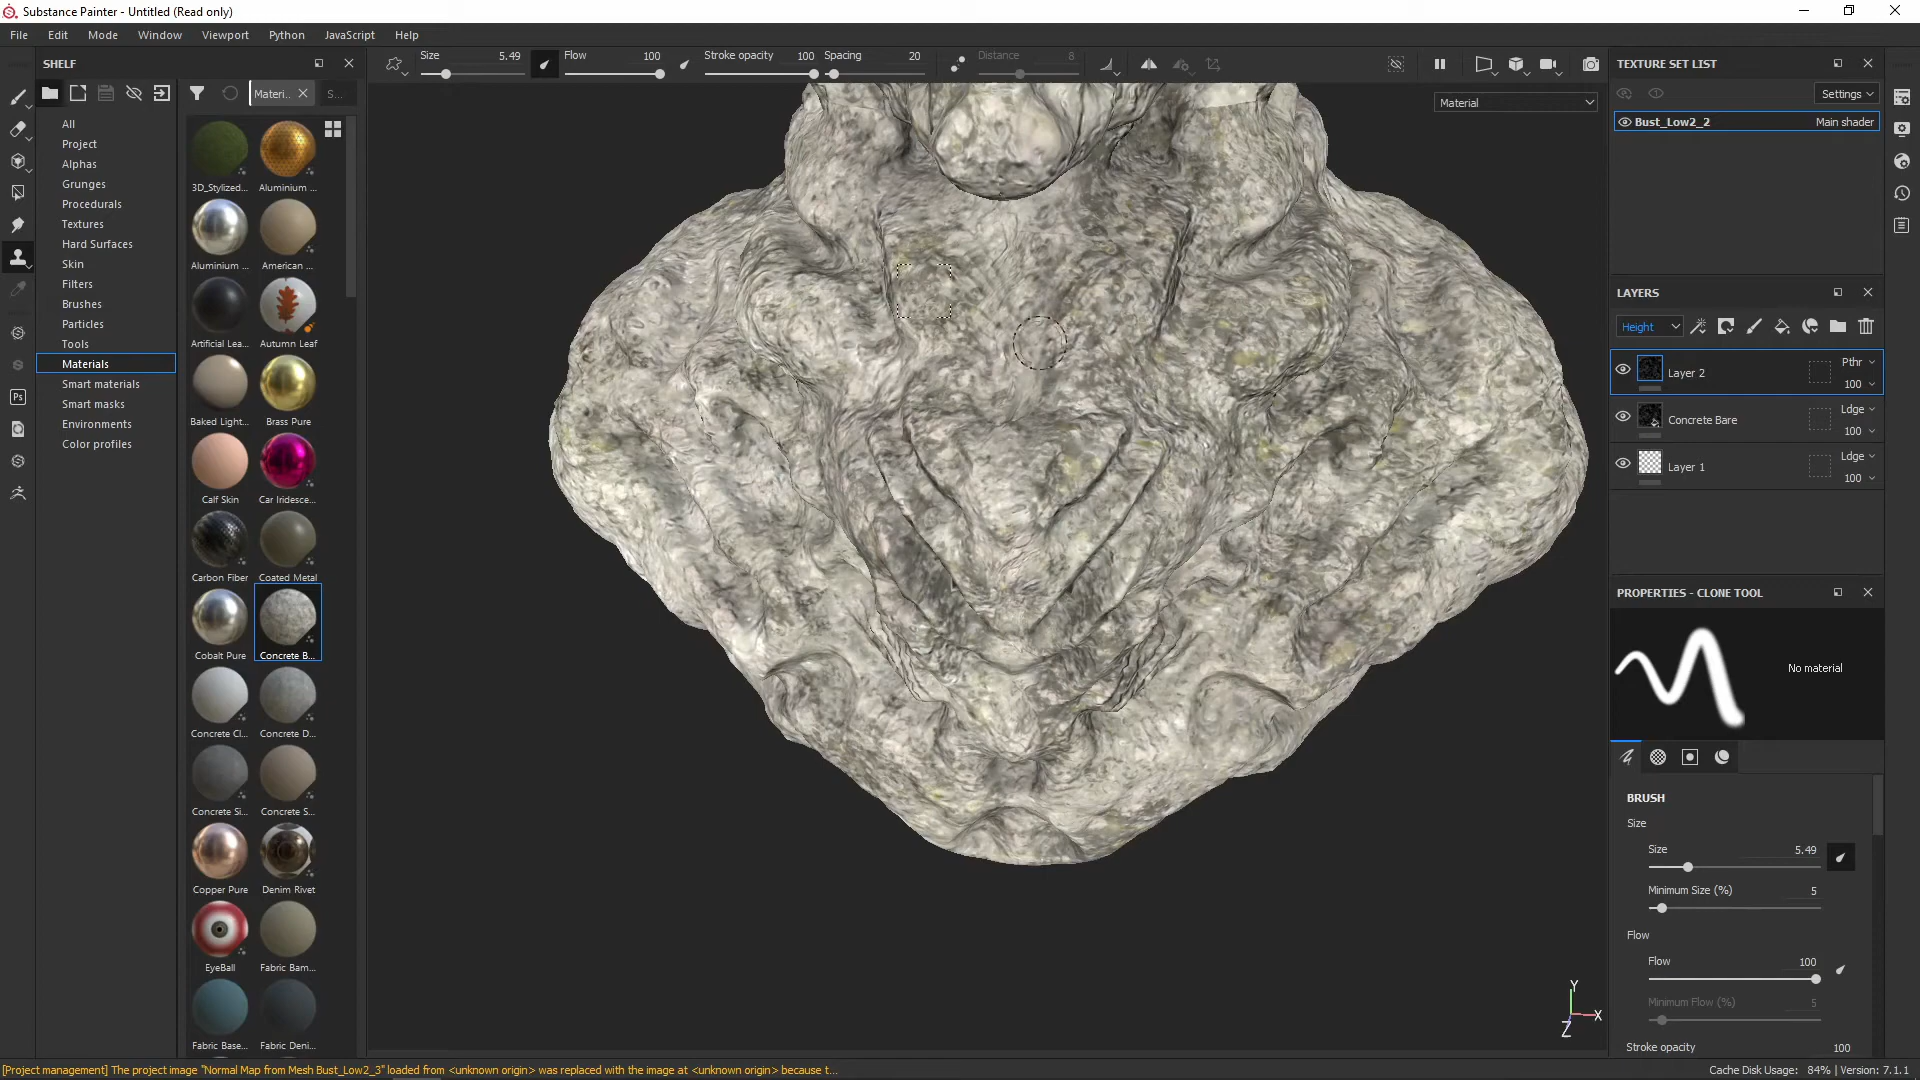 Substance Painter - Untitled (Read only)
File Edit Mode Window Viewport Python JavaScript Help
SHELF
Size 5.49 Flow 100 Stroke opacity 100 Spacing 20 Distance 8
Materi... S...
Material
All
Project
Alphas
Grunges
Procedurals
Textures
Hard Surfaces
Skin
Filters
Brushes
Particles
Tools
Materials
Smart materials
Smart masks
Environments
Color profiles
3D_Stylized... Aluminium ...
Aluminium ... American ...
Artificial Lea... Autumn Leaf
Baked Light... Brass Pure
Calf Skin Car Iridesce...
Carbon Fiber Coated Metal
Cobalt Pure Concrete B...
Concrete Cl... Concrete D...
Concrete Si... Concrete S...
Copper Pure Denim Rivet
EyeBall Fabric Bam...
Fabric Base... Fabric Deni...
Ps
Y
X
Z
TEXTURE SET LIST
Settings
Bust_Low2_2 Main shader
LAYERS
Height
Layer 2 Pthr 100
Concrete Bare Ldge 100
Layer 1 Ldge 100
PROPERTIES - CLONE TOOL
No material
BRUSH
Size
Size 5.49
Minimum Size (%) 5
Flow
Flow 100
Minimum Flow (%) 5
Stroke opacity 100
[Project management] The project image "Normal Map from Mesh Bust_Low2_3" loaded from <unknown origin> was replaced with the image at <unknown origin> because t...
Cache Disk Usage: 84% | Version: 7.1.1